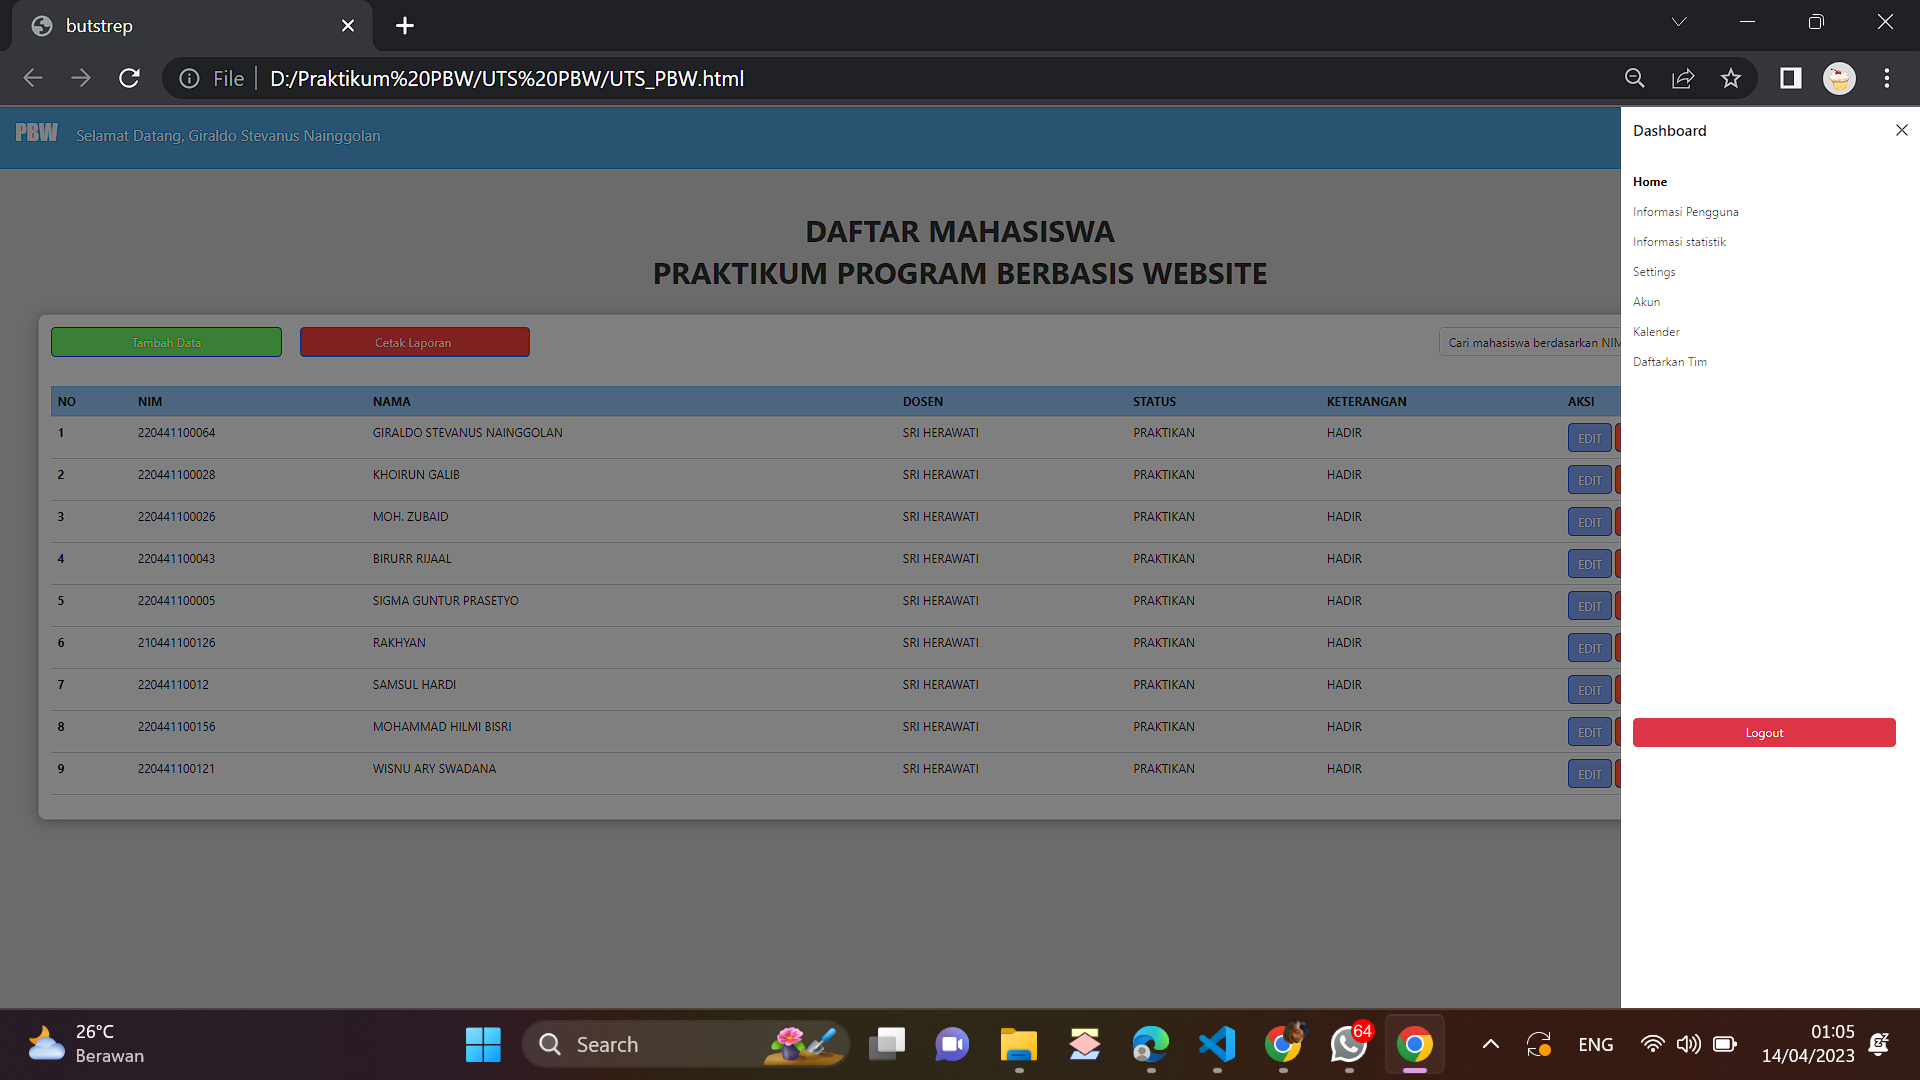 butstrep
File
D:/Praktikum%20PBW/UTS%20PBW/UTS_PBW.html
PBW Selamat Datang, Giraldo Stevanus Nainggolan
DAFTAR MAHASISWA
PRAKTIKUM PROGRAM BERBASIS WEBSITE
Tambah Data Cetak Laporan Cari mahasiswa berdasarkan NIM
NO NIM NAMA DOSEN STATUS KETERANGAN AKSI
1 220441100064 GIRALDO STEVANUS NAINGGOLAN SRI HERAWATI PRAKTIKAN HADIR EDIT
2 220441100028 KHOIRUN GALIB SRI HERAWATI PRAKTIKAN HADIR EDIT
3 220441100026 MOH. ZUBAID SRI HERAWATI PRAKTIKAN HADIR EDIT
4 220441100043 BIRURR RIJAAL SRI HERAWATI PRAKTIKAN HADIR EDIT
5 220441100005 SIGMA GUNTUR PRASETYO SRI HERAWATI PRAKTIKAN HADIR EDIT
6 210441100126 RAKHYAN SRI HERAWATI PRAKTIKAN HADIR EDIT
7 22044110012 SAMSUL HARDI SRI HERAWATI PRAKTIKAN HADIR EDIT
8 220441100156 MOHAMMAD HILMI BISRI SRI HERAWATI PRAKTIKAN HADIR EDIT
9 220441100121 WISNU ARY SWADANA SRI HERAWATI PRAKTIKAN HADIR EDIT
Dashboard
Home
Informasi Pengguna
Informasi statistik
Settings
Akun
Kalender
Daftarkan Tim
Logout
26°C
Berawan
Search
64
ENG
01:05
14/04/2023